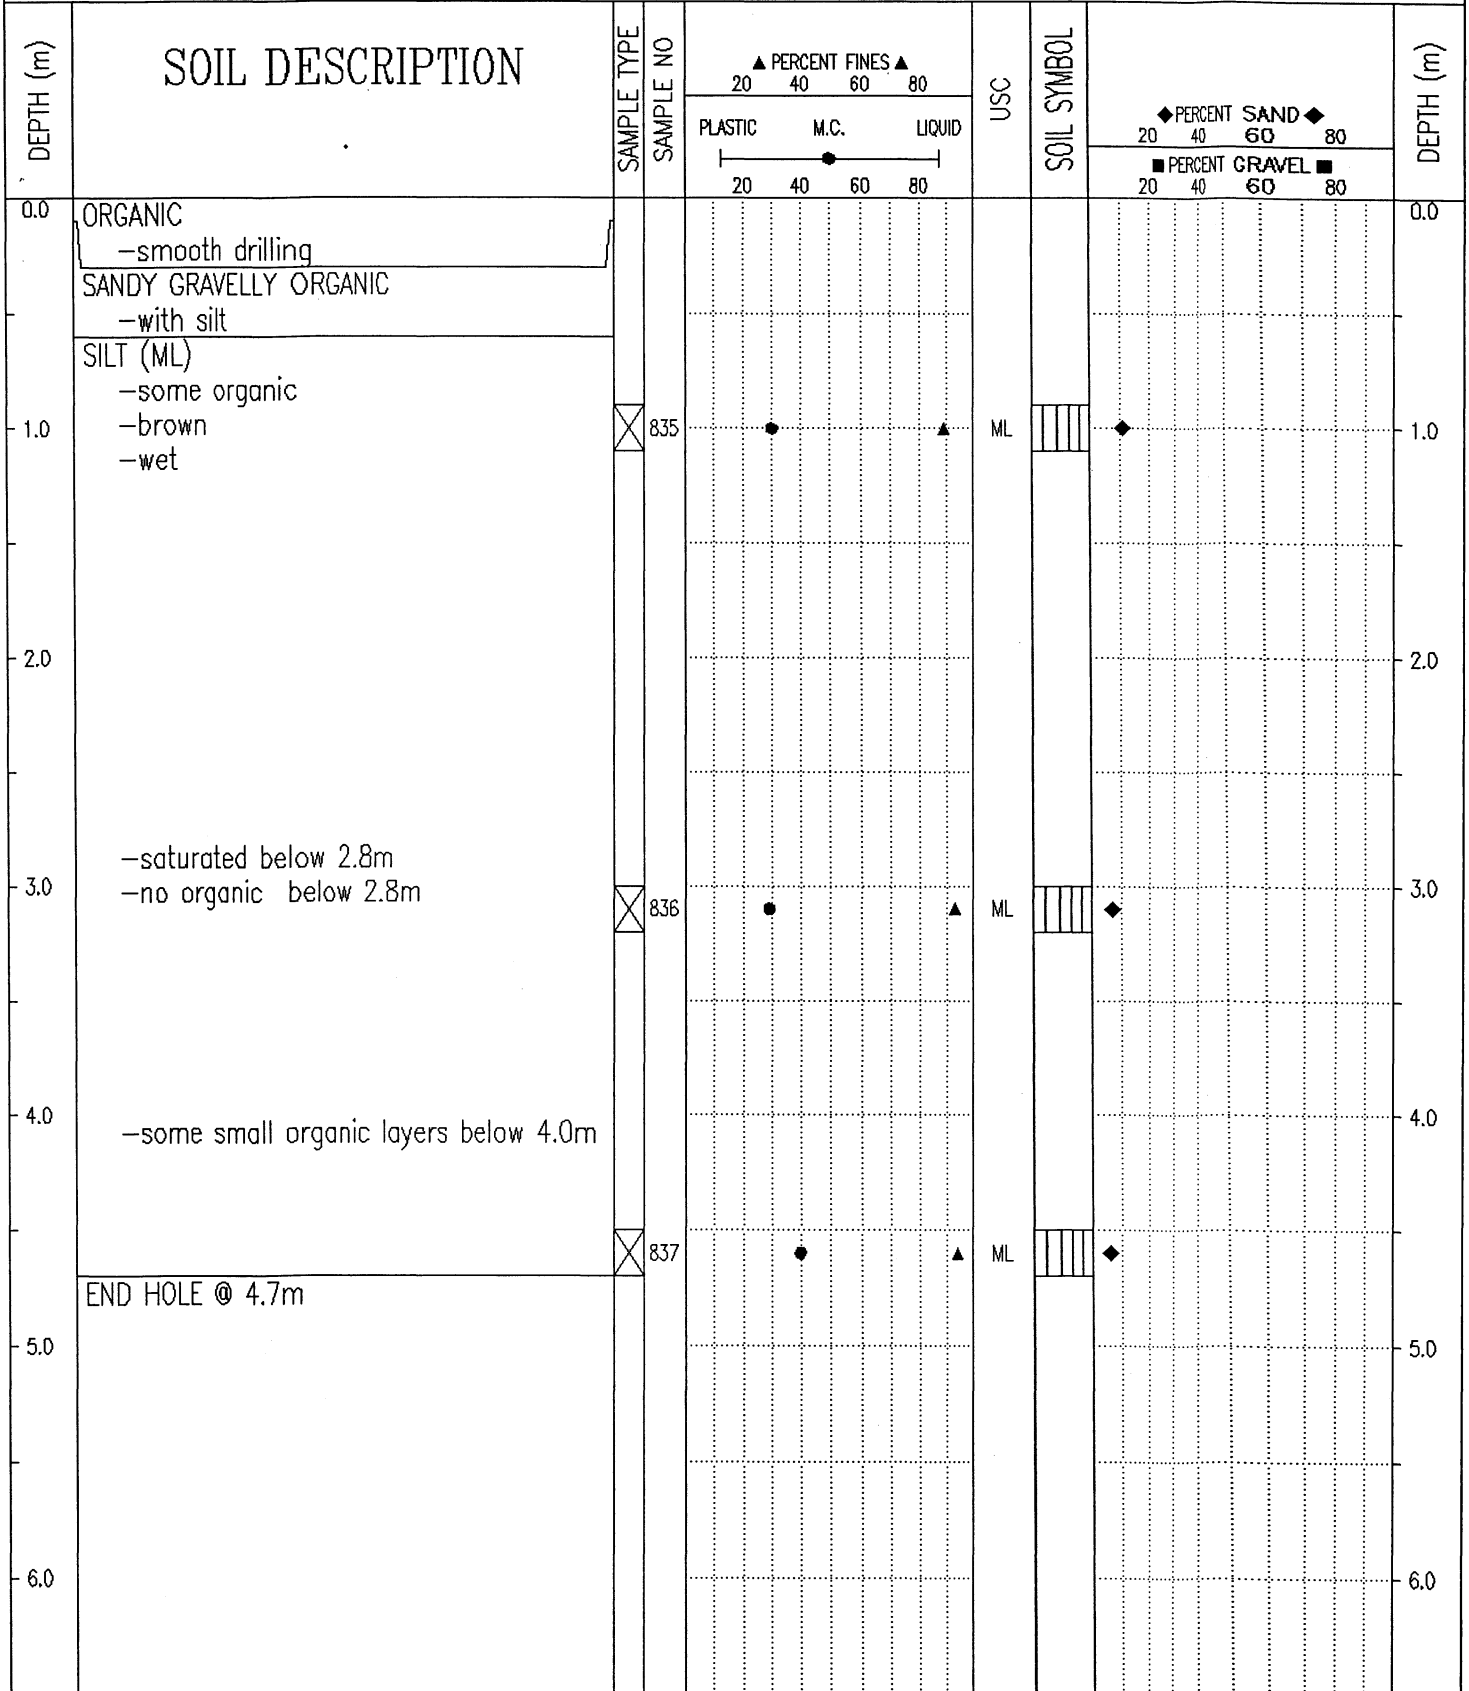 DEPTH (m)
SOIL DESCRIPTION
SAMPLE TYPE
SAMPLE NO
▲ PERCENT FINES ▲
20 40 60 80
PLASTIC M.C. LIQUID
20 40 60 80
USC
SOIL SYMBOL
◆PERCENT SAND◆
20 40 60 80
■PERCENT GRAVEL■
20 40 60 80
DEPTH (m)
0.0 ORGANIC 0.0
—smooth drilling
SANDY GRAVELLY ORGANIC
—with silt
SILT (ML)
—some organic
1.0 —brown 835 ML 1.0
—wet
2.0 2.0
—saturated below 2.8m
3.0 —no organic below 2.8m 3.0
836 ML
4.0 4.0
—some small organic layers below 4.0m
837 ML
END HOLE @ 4.7m
5.0 5.0
6.0 6.0